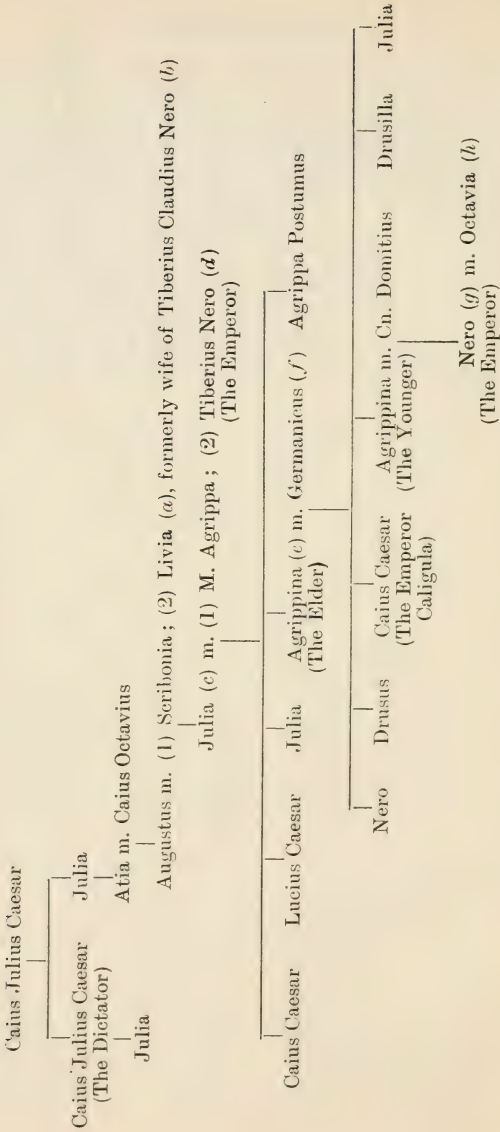 Caius Julius Caesar
Caius Julius Caesar Julia
(The Dictator)
Julia Atia m. Caius Octavius
Augustus m. (1) Scribonia; (2) Livia (a), formerly wife of Tiberius Claudius Nero (b)
Julia (c) m. (1) M. Agrippa; (2) Tiberius Nero (d)
(The Emperor)
Caius Caesar Lucius Caesar Julia Agrippina (e) m. Germanicus (f) Agrippa Postumus
(The Elder)
Nero Drusus Caius Caesar Agrippina m. Cn. Domitius Drusilla Julia
(The Emperor (The Younger)
Caligula)
Nero (g) m. Octavia (h)
(The Emperor)